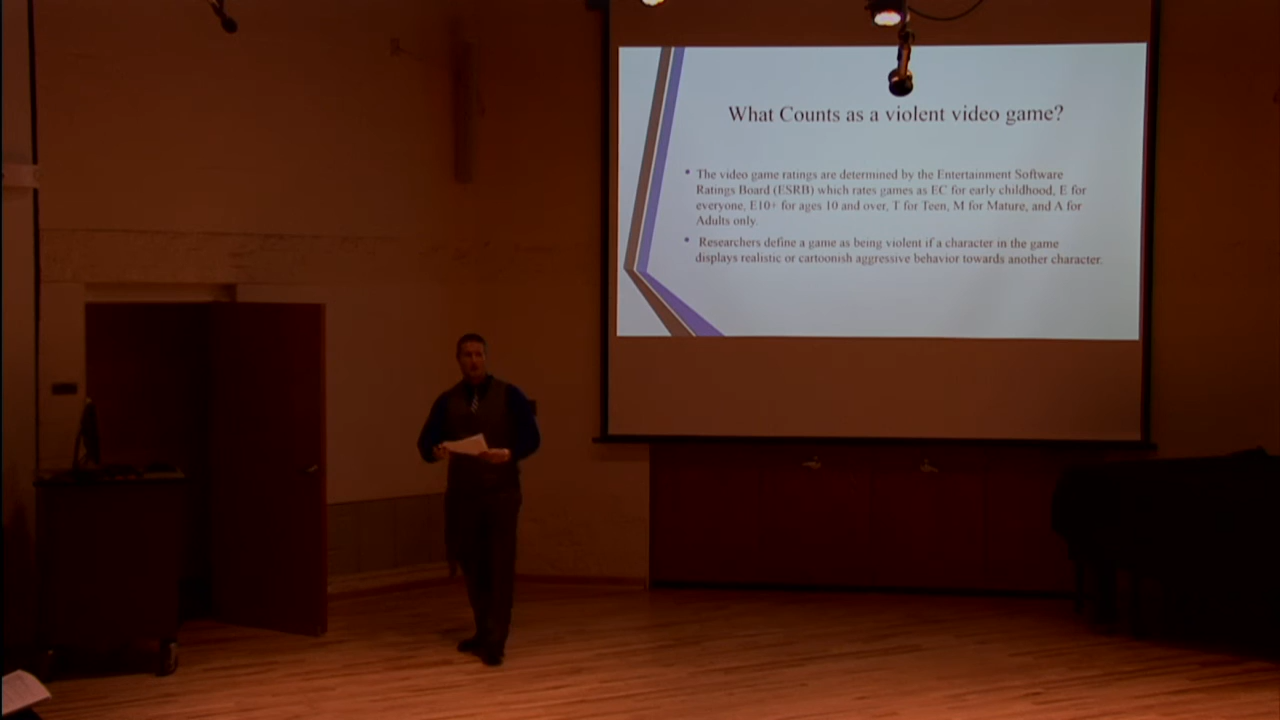 What Counts as a violent video game?
• The video game ratings are determined by the Entertainment Software
Ratings Board (ESRB) which rates games as EC for early childhood, E for
everyone, E10+ for ages 10 and over, T for Teen, M for Mature, and A for
Adults only.
• Researchers define a game as being violent if a character in the game
displays realistic or cartoonish aggressive behavior towards another character.